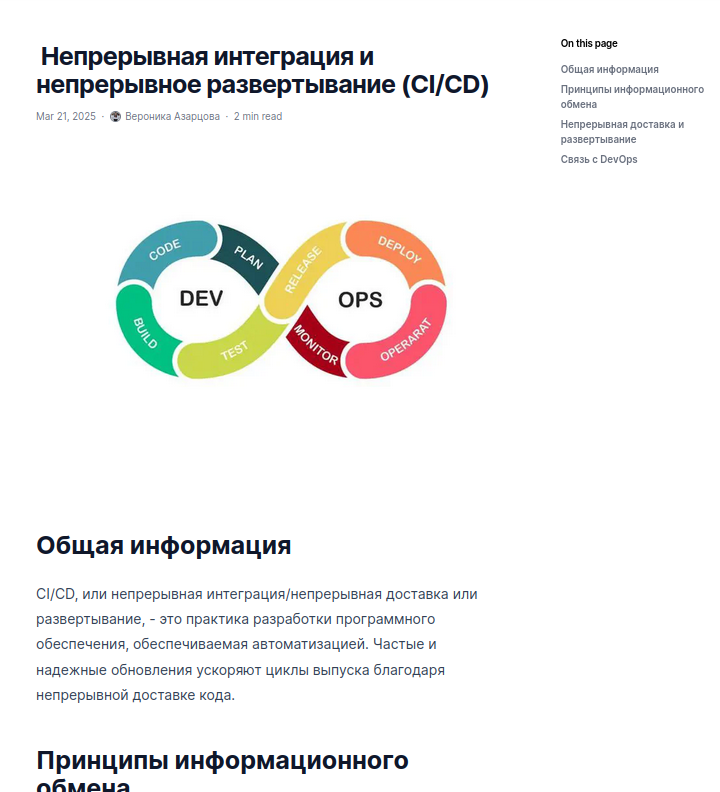 Непрерывная интеграция и
непрерывное развертывание (CI/CD)
Mar 21, 2025 · Вероника Азарцова · 2 min read
On this page
Общая информация
Принципы информационного
обмена
Непрерывная доставка и
развертывание
Связь с DevOps
CODE
PLAN
RELEASE
DEPLOY
DEV
OPS
BUILD
TEST
MONITOR
OPERARAT
Общая информация
CI/CD, или непрерывная интеграция/непрерывная доставка или
развертывание, - это практика разработки программного
обеспечения, обеспечиваемая автоматизацией. Частые и
надежные обновления ускоряют циклы выпуска благодаря
непрерывной доставке кода.
Принципы информационного
обмена